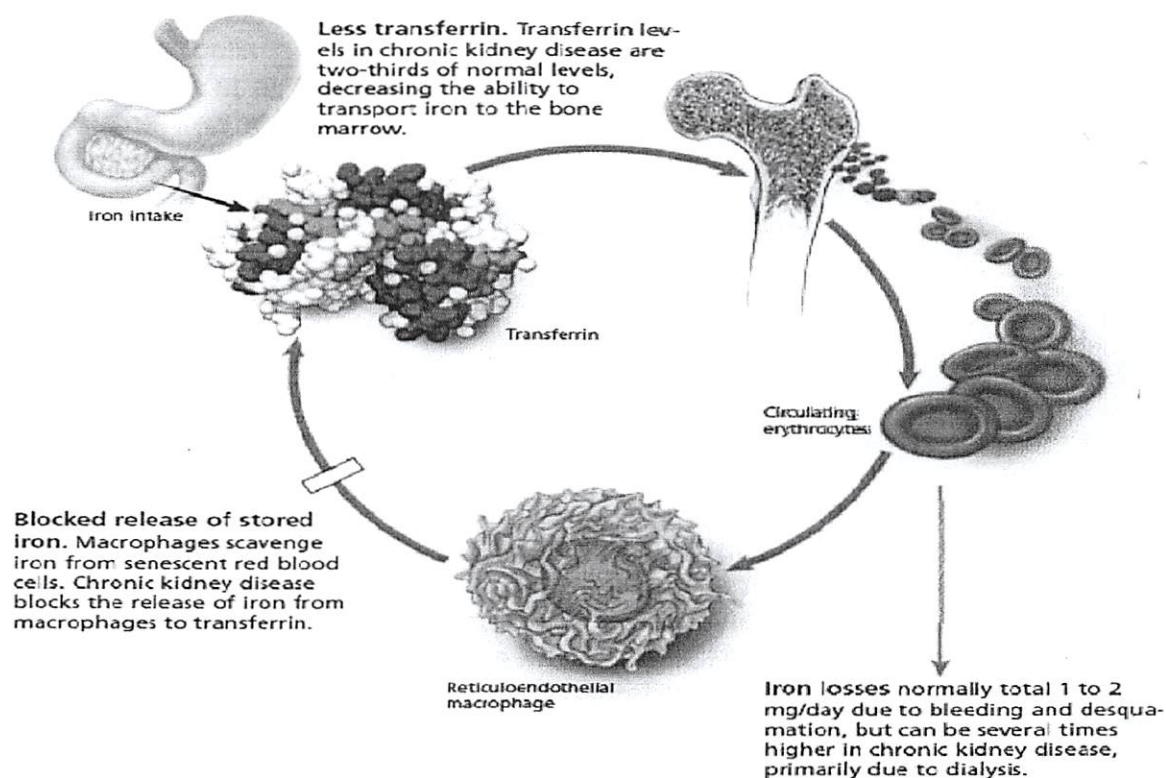 Less transferrin. Transferrin lev-
els in chronic kidney disease are
two-thirds of normal levels,
decreasing the ability to
transport iron to the bone
marrow.
Iron intake
Transferrin
Circulating
erythrocytes
Blocked release of stored
iron. Macrophages scavenge
iron from senescent red blood
cells. Chronic kidney disease
blocks the release of iron from
macrophages to transferrin.
Reticuloendothelial
macrophage
Iron losses normally total 1 to 2
mg/day due to bleeding and desqua-
mation, but can be several times
higher in chronic kidney disease,
primarily due to dialysis.